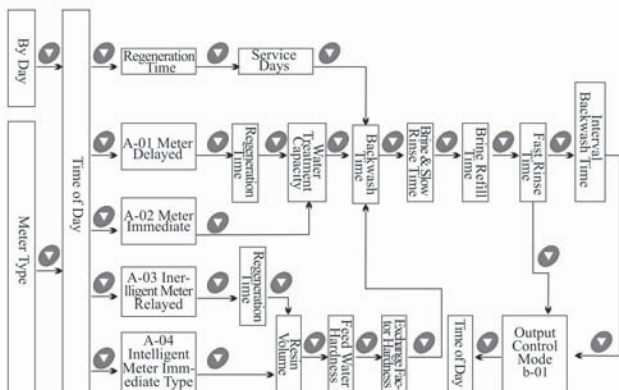 By Day
Meter Type
Time of Day
Regeneration
Time
Service
Days
A-01 Meter
Delayed
Regeneration
Time
Water
Treatment
Capacity
A-02 Meter
Immediate
Backwash
Time
Brine & Slow
Rinse Time
Bring Refill
Time
Fast Rinse
Time
Interval
Backwash Time
A-03 Iner-
lligent Meter
Relayed
Regeneration
Time
A-04
Intelligent
Meter Imm-
ediate Type
Resin
Volume
Feed Water
Hardness
Exchange Fac-
tor Hardness
Time of Day
Output
Control
Mode
b-01